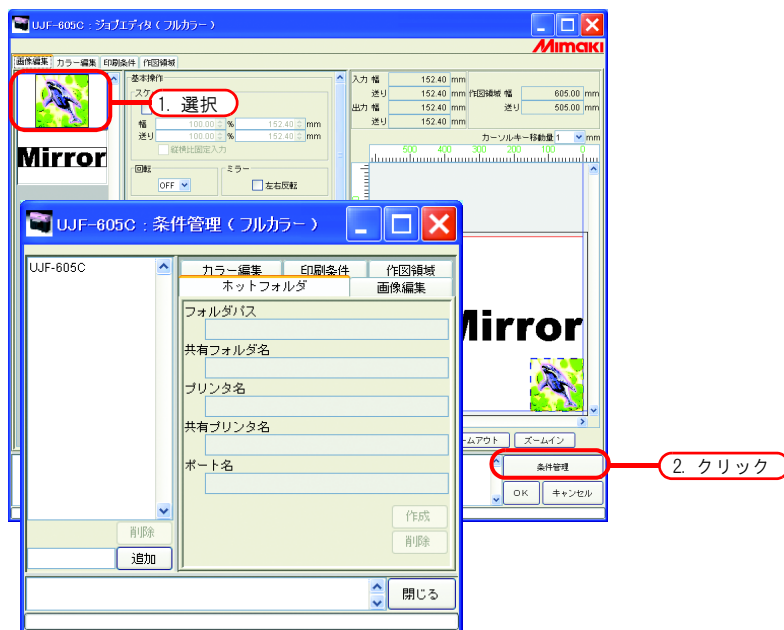 UJF-605C : ジョブエディタ ( フルカラー )
Mimaki
画像編集 カラー編集 印刷条件 作図領域
基本操作
1. 選択
幅 100.00 % 152.40 mm
送り 100.00 % 152.40 mm
縦横比固定入力
回転 ミラー
OFF 左右反転
Mirror
入力 幅 152.40 mm
送り 152.40 mm 作図領域 幅 605.00 mm
出力 幅 152.40 mm 送り 505.00 mm
送り 152.40 mm
カーソルキー移動量 1 mm
500 400 300 200 100 0
Mirror
ームアウト ズームイン
条件管理
2. クリック
OK キャンセル
UJF-605C : 条件管理 ( フルカラー )
UJF-605C
カラー編集 印刷条件 作図領域
ホットフォルダ 画像編集
フォルダパス
共有フォルダ名
プリンタ名
共有プリンタ名
ポート名
作成
削除
削除
追加
閉じる